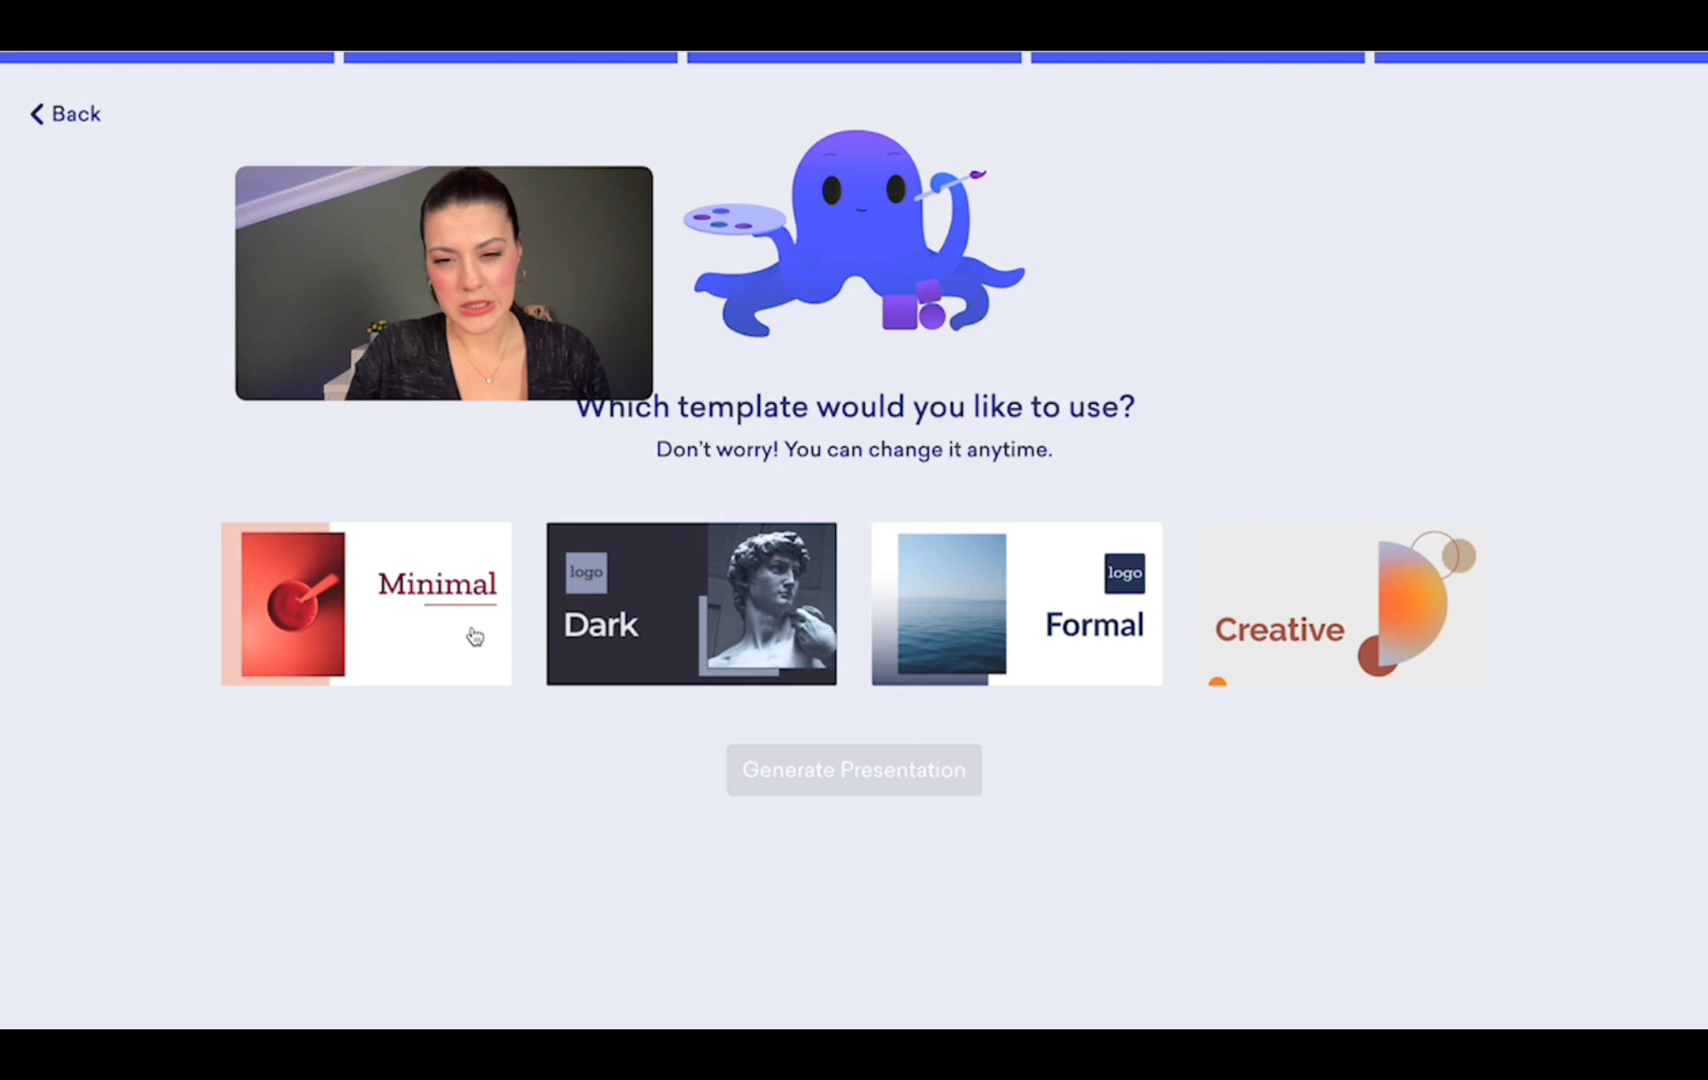 Back
Which template would you like to use?
Don't worry! You can change it anytime.
Minimal
logo
Dark
logo
Formal
Creative
Generate Presentation